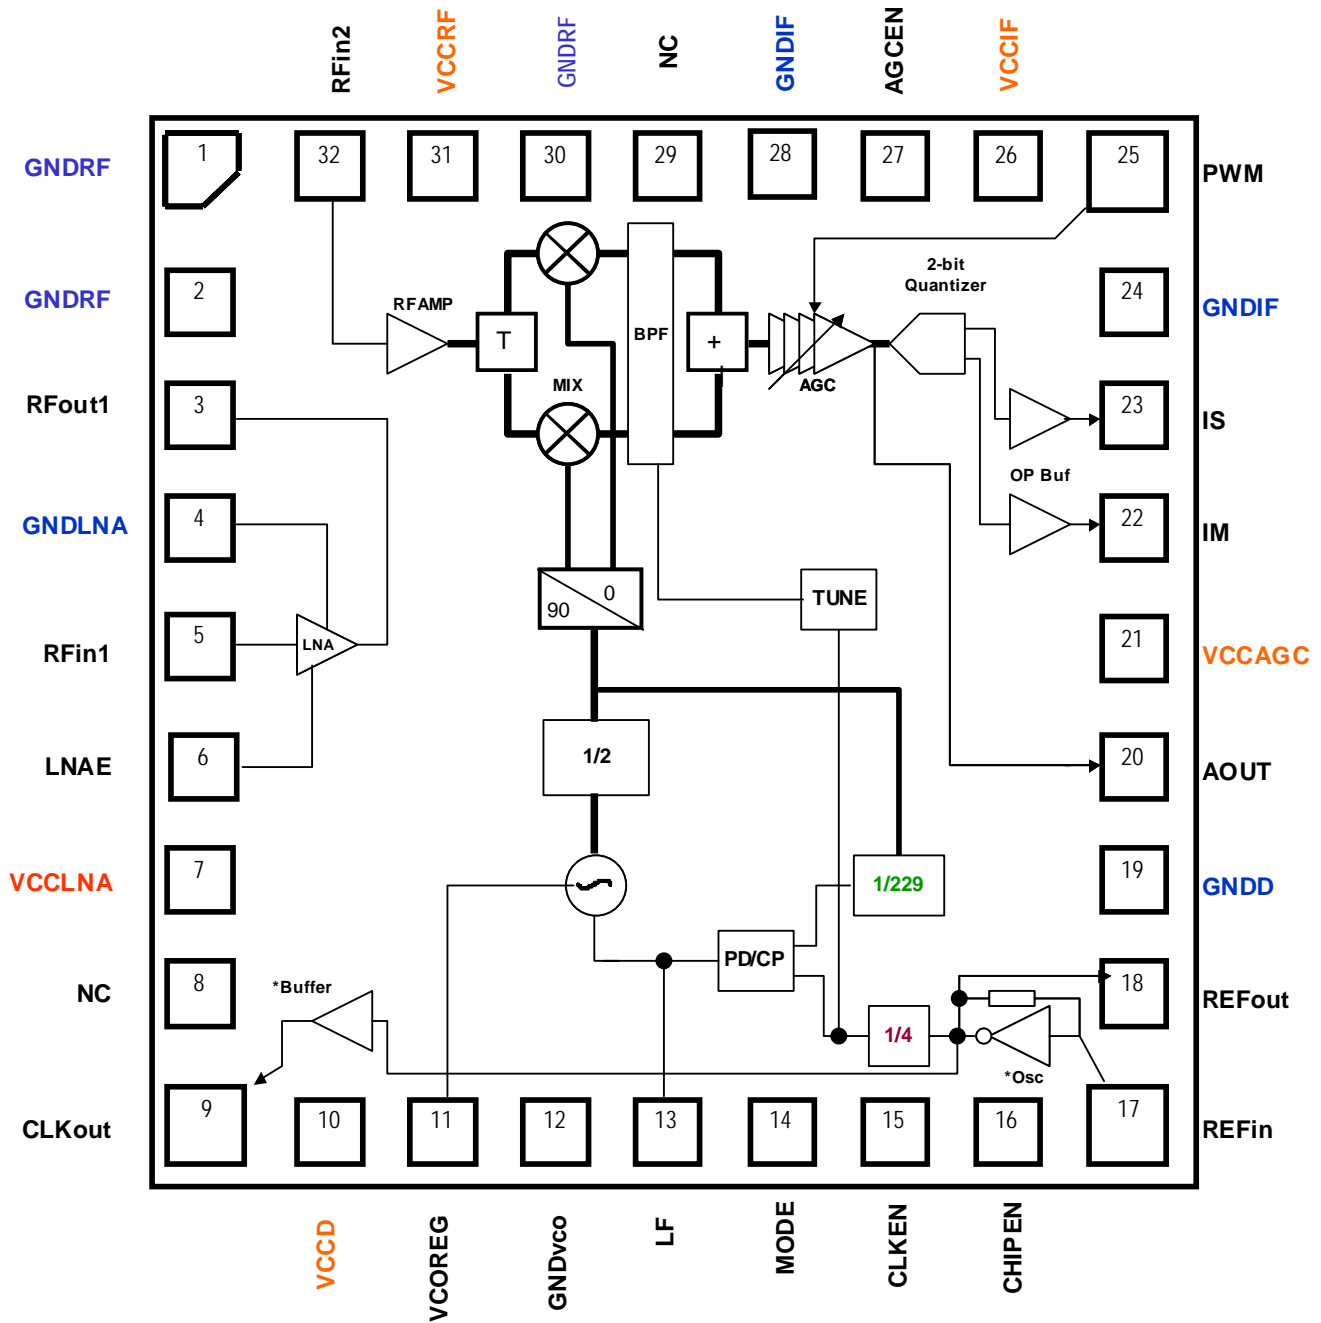 RFin2
VCCRF
GNDRF
NC
GNDIF
AGCEN
VCCIF
GNDRF
1
32
31
30
29
28
27
26
25
PWM
GNDRF
2
2-bit
Quantizer
24
GNDIF
RFAMP
T
BPF
+
MIX
AGC
RFout1
3
23
IS
OP Buf
GNDLNA
4
22
IM
90
0
TUNE
RFin1
5
LNA
21
VCCAGC
LNAE
6
1/2
20
AOUT
VCCLNA
7
1/229
19
GNDD
PD/CP
NC
8
*Buffer
18
REFout
1/4
*Osc
CLKout
9
10
11
12
13
14
15
16
17
REFin
VCCD
VCOREG
GNDvco
LF
MODE
CLKEN
CHIPEN